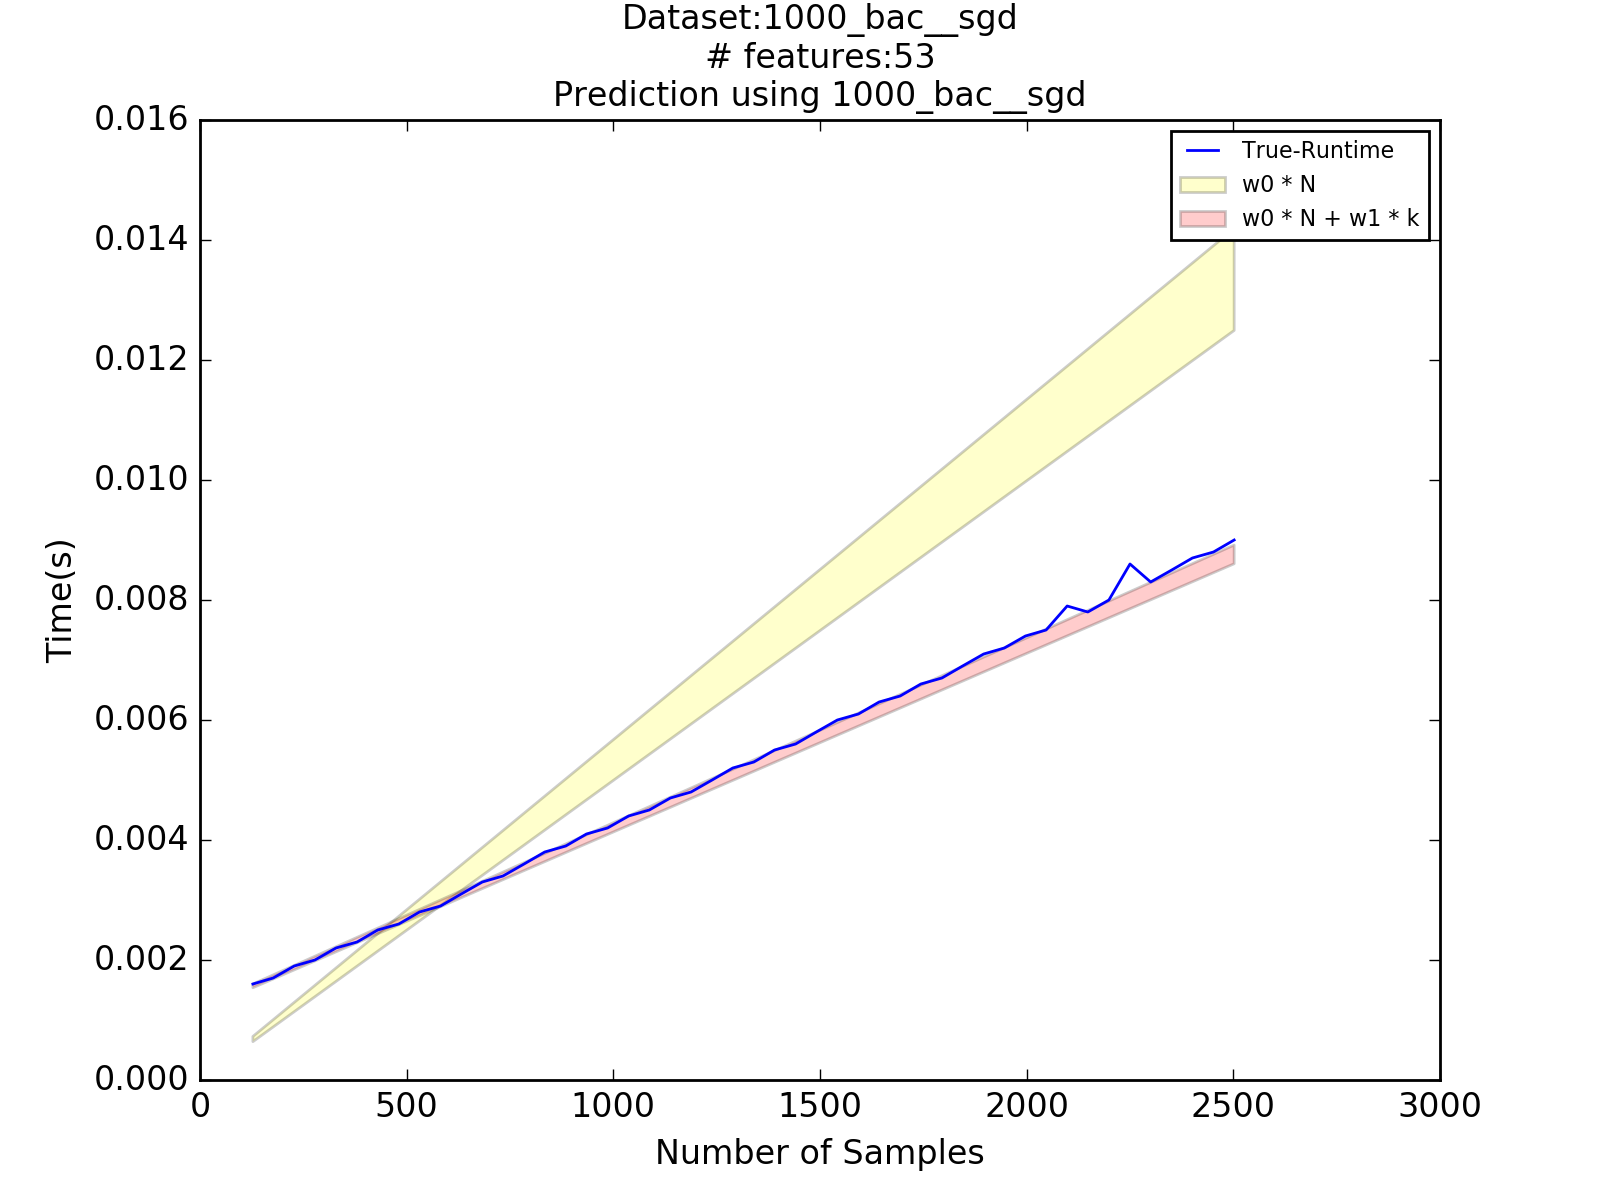 Dataset:1000_bac__sgd
# features:53
Prediction using 1000_bac__sgd
0.016
0.014
0.012
0.010
0.008
0.006
0.004
0.002
0.000
Time(s)
True-Runtime
w0 * N
w0 * N + w1 * k
0 500 1000 1500 2000 2500 3000
Number of Samples